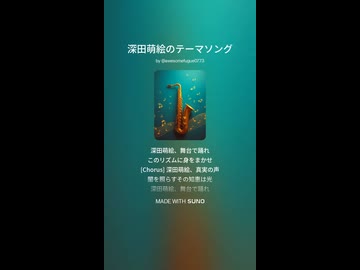 深田萌絵のテーマソング
深田萌絵、舞台で踊れ
このリズムに身をまかせ
[Chorus] 深田萌絵、真実の声
闇を照らすその知恵は光
深田萌絵、舞台で踊れ
MADE WITH SUNO